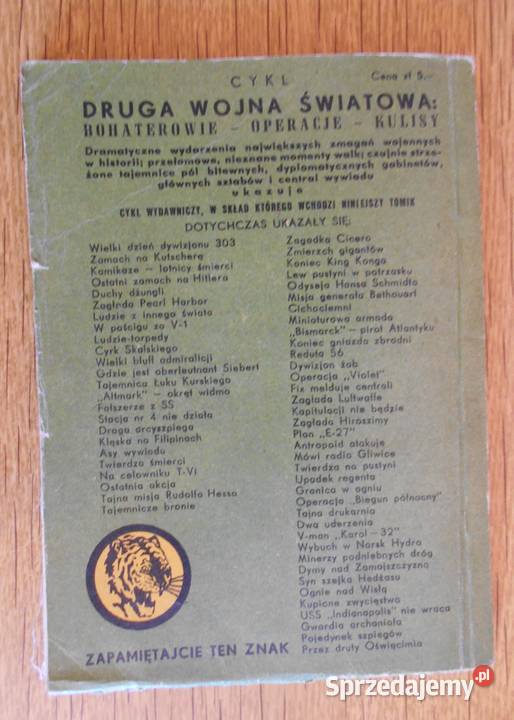 CYKL
Cena zł 5.—
DRUGA WOJNA ŚWIATOWA:
BOHATEROWIE – OPERACJE – KULISY
Dramatyczne wydarzenia największych zmagań wojennych
w historii; przełomowe, nieznane momenty walk; czujnie strze-
żone tajemnice pól bitewnych, dyplomatycznych gabinetów,
głównych sztabów i central wywiadu
ukazuje
CYKL WYDAWNICZY, W SKŁAD KTÓREGO WCHODZI NINIEJSZY TOMIK
DOTYCHCZAS UKAZAŁY SIĘ:
Wielki dzień dywizjonu 303
Zamach na Kutscherę
Kamikaze — lotnicy śmierci
Ostatni zamach na Hitlera
Duchy dżungli
Zagłada Pearl Harbor
Ludzie z innego świata
W pościgu za V-1
Ludzie-torpedy
Cyrk Skalskiego
Wielki bluff admiralicji
Gdzie jest oberleutnant Siebert
Tajemnica Łuku Kurskiego
„Altmark" — okręt widmo
Fałszerze z SS
Stacja nr 4 nie działa
Droga arcyszpiega
Klęska na Filipinach
Asy wywiadu
Twierdza śmierci
Na celowniku T-VI
Ostatnia akcja
Tajna misja Rudolfa Hessa
Tajemnicze bronie
Zagadka Cicero
Zmierzch gigantów
Koniec King Konga
Lew pustyni w potrzasku
Odyseja Hansa Schmidta
Misja generała Bethouart
Cichociemni
Miniaturowa armada
„Bismarck" — pirat Atlantyku
Koniec gniazda zbrodni
Reduta 56
Dywizjon żab
Operacja „Violet"
Fix melduje centrali
Zagłada Luftwaffe
Kapitulacji nie będzie
Zagłada Hiroszimy
Plan „E-27"
Antropoid atakuje
Mówi radio Gliwice
Twierdza na pustyni
Upadek regenta
Granica w ogniu
Operacja „Biegun północny"
Tajna drukarnia
Dwa uderzenia
V-man „Karol — 32"
Wybuch w Norsk Hydro
Minerzy podniebnych dróg
Dymy nad Zamojszczyzną
Syn szejka Hedżasu
Ognie nad Wisłą
Kupione zwycięstwo
USS „Indianapolis" nie wraca
Gwardia archanioła
Pojedynek szpiegów
Przez druty Oświęcimia
ZAPAMIĘTAJCIE TEN ZNAK
Sprzedajemy.pl